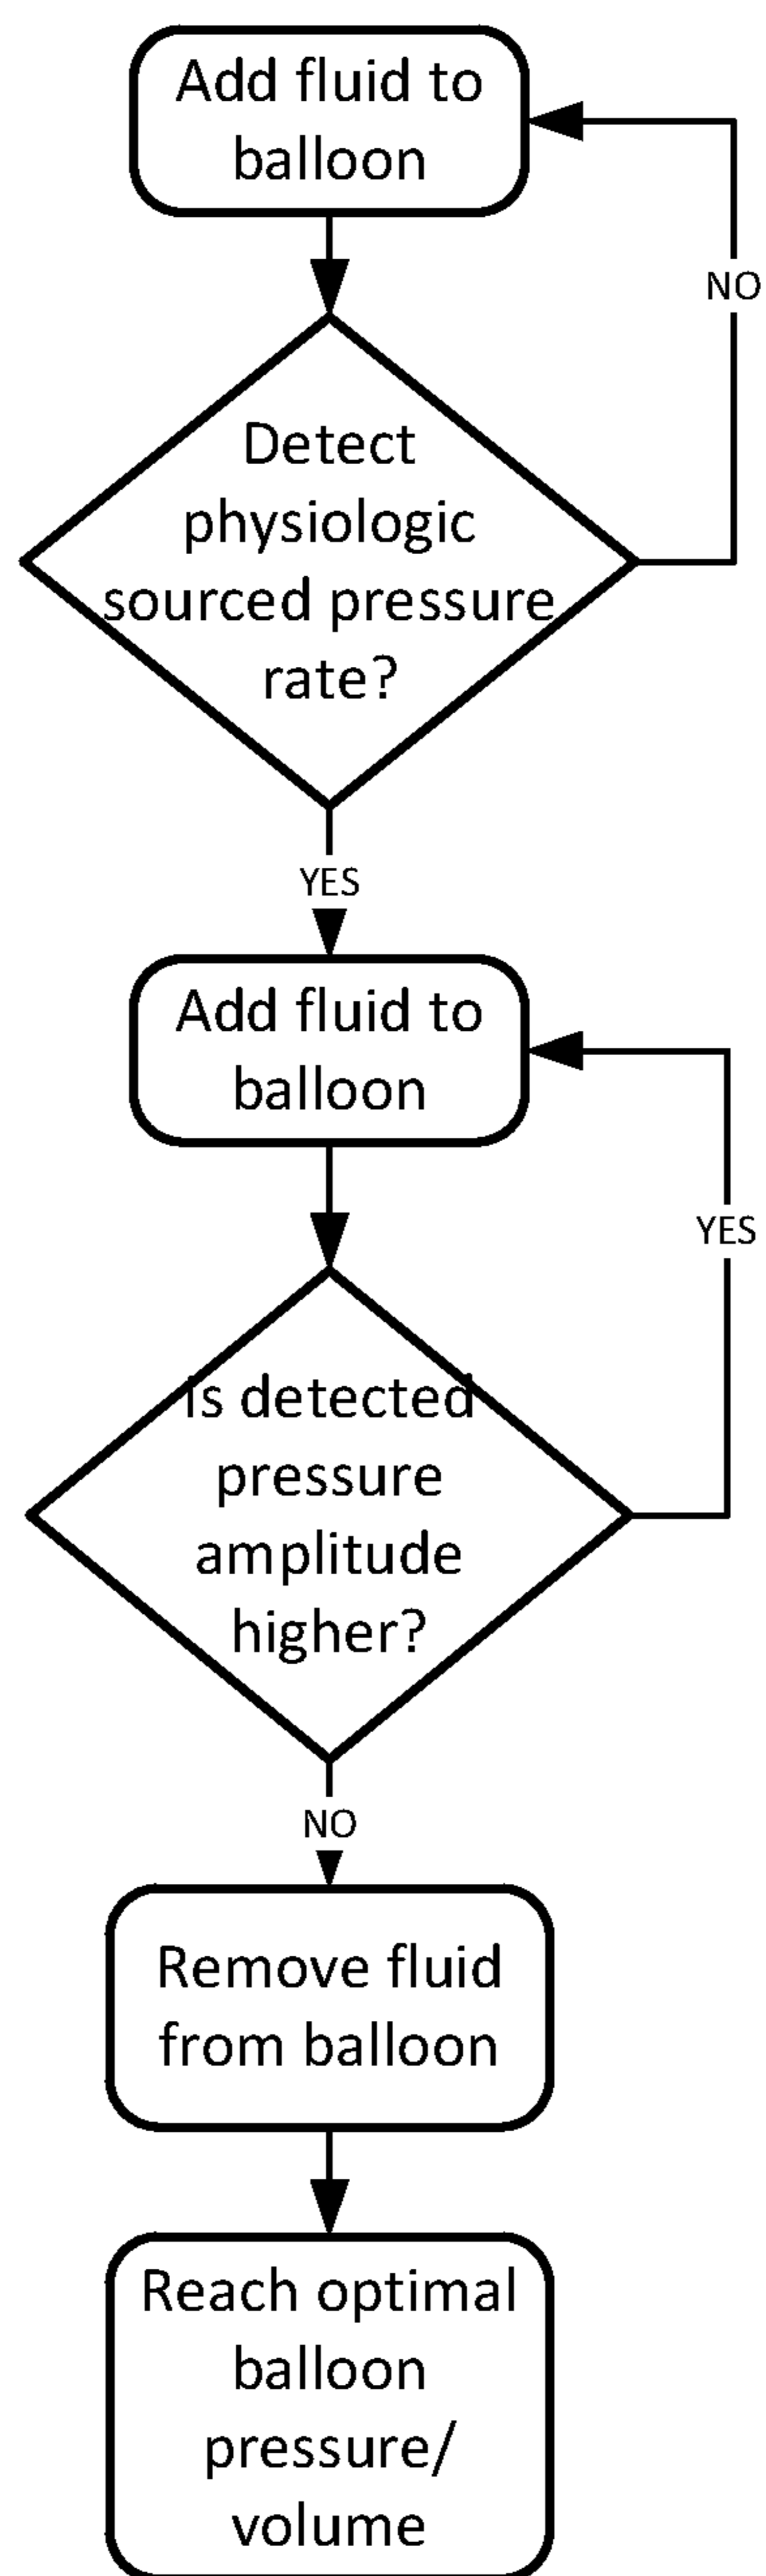 Add fluid to
balloon
NO
Detect
physiologic
sourced pressure
rate?
YES
Add fluid to
balloon
YES
Is detected
pressure
amplitude
higher?
NO
Remove fluid
from balloon
Reach optimal
balloon
pressure/
volume